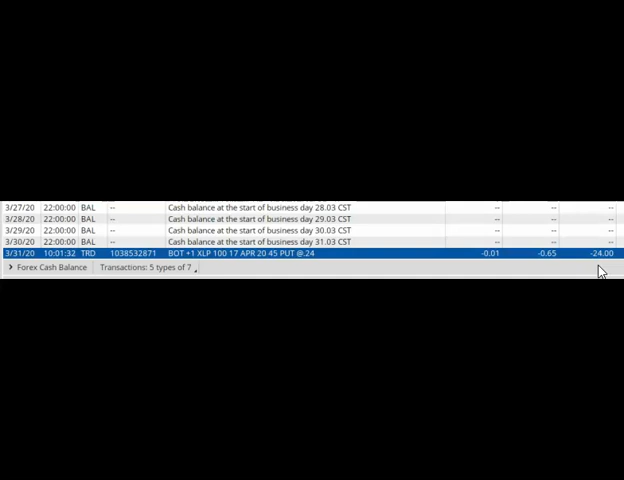 3/27/20 22:00:00 BAL -- Cash balance at the start of business day 28.03 CST -- -- --
3/28/20 22:00:00 BAL -- Cash balance at the start of business day 29.03 CST -- -- --
3/29/20 22:00:00 BAL -- Cash balance at the start of business day 30.03 CST -- -- --
3/30/20 22:00:00 BAL -- Cash balance at the start of business day 31.03 CST -- -- --
3/31/20 10:01:32 TRD 1038532871 BOT +1 XLP 100 17 APR 20 45 PUT @.24 -0.01 -0.65 -24.00
Forex Cash Balance Transactions: 5 types of 7